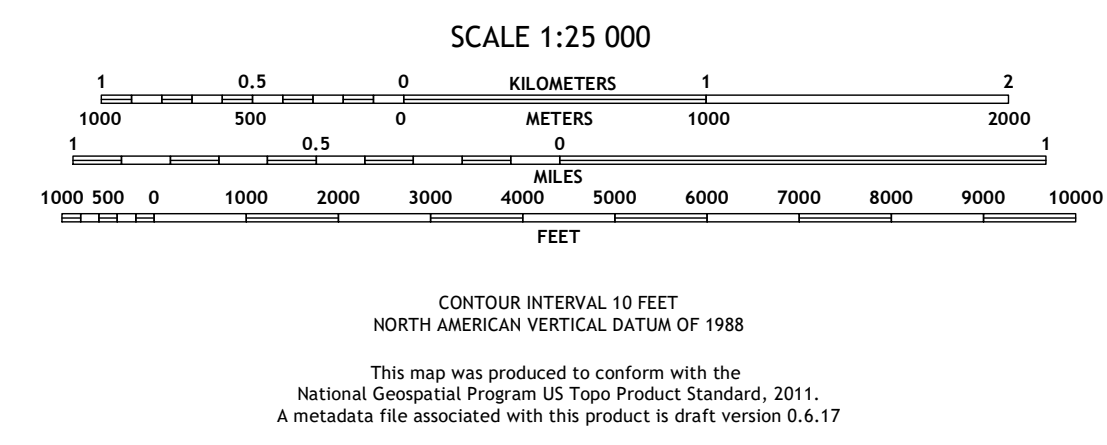 SCALE 1:25 000
1 0.5 0 KILOMETERS 1 2
1000 500 0 METERS 1000 2000
1 0.5 0 1
MILES
1000 500 0 1000 2000 3000 4000 5000 6000 7000 8000 9000 10000
FEET
CONTOUR INTERVAL 10 FEET
NORTH AMERICAN VERTICAL DATUM OF 1988
This map was produced to conform with the
National Geospatial Program US Topo Product Standard, 2011.
A metadata file associated with this product is draft version 0.6.17